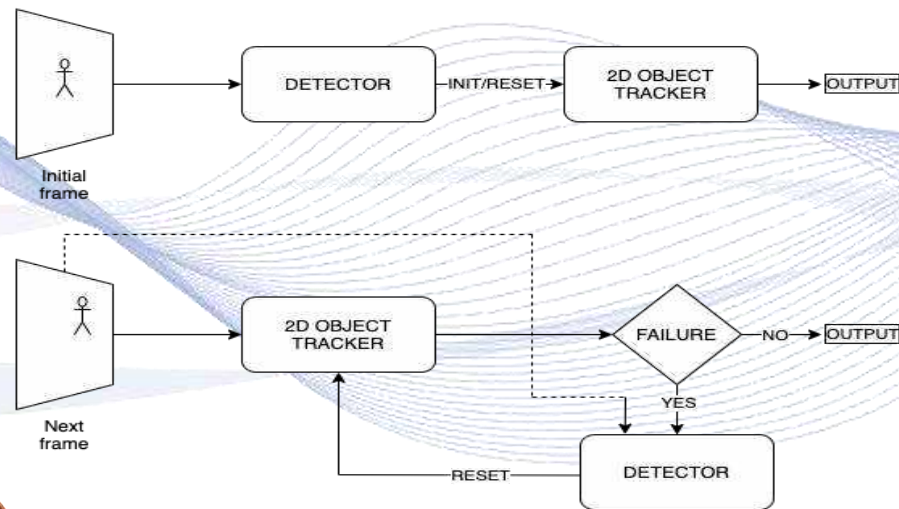 DETECTOR
INIT/RESET
2D OBJECT
TRACKER
OUTPUT
Initial
frame
2D OBJECT
TRACKER
FAILURE
NO
OUTPUT
YES
Next
frame
RESET
DETECTOR